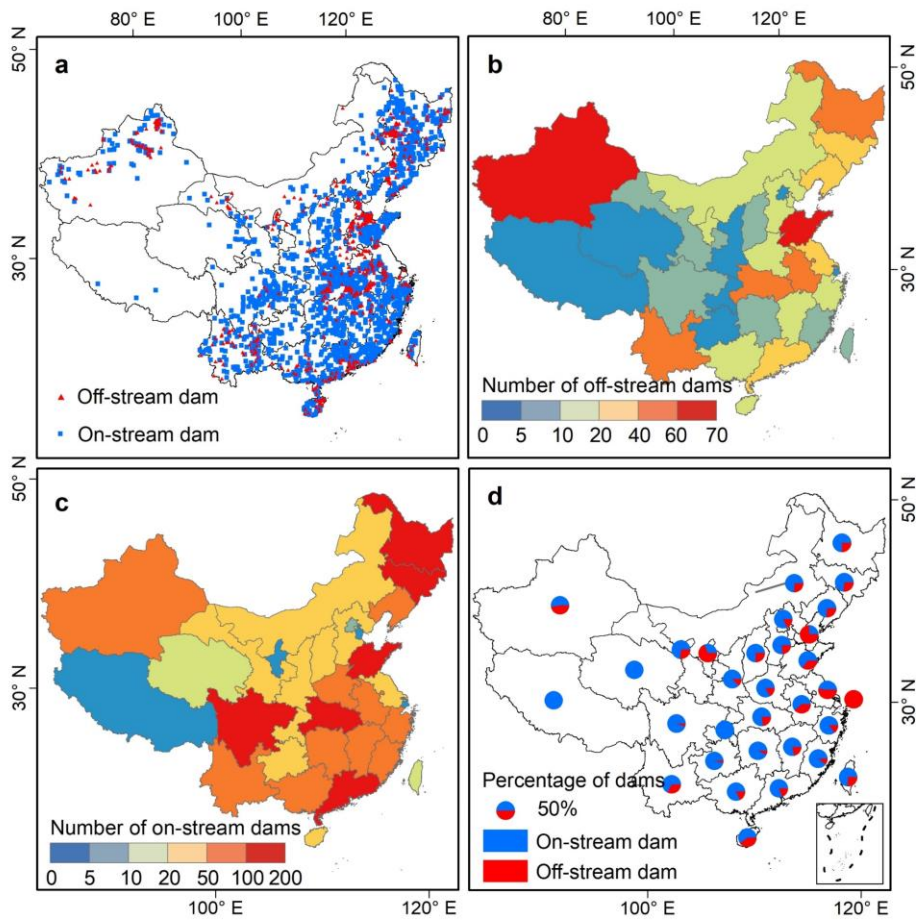 80° E 100° E 120° E
50° N
30° N
a
Off-stream dam
On-stream dam
80° E 100° E 120° E
50° N
30° N
b
Number of off-stream dams
0 5 10 20 40 60 70
50° N
30° N
c
Number of on-stream dams
0 5 10 20 50 100 200
100° E 120° E
50° N
30° N
d
Percentage of dams
50%
On-stream dam
Off-stream dam
100° E 120° E